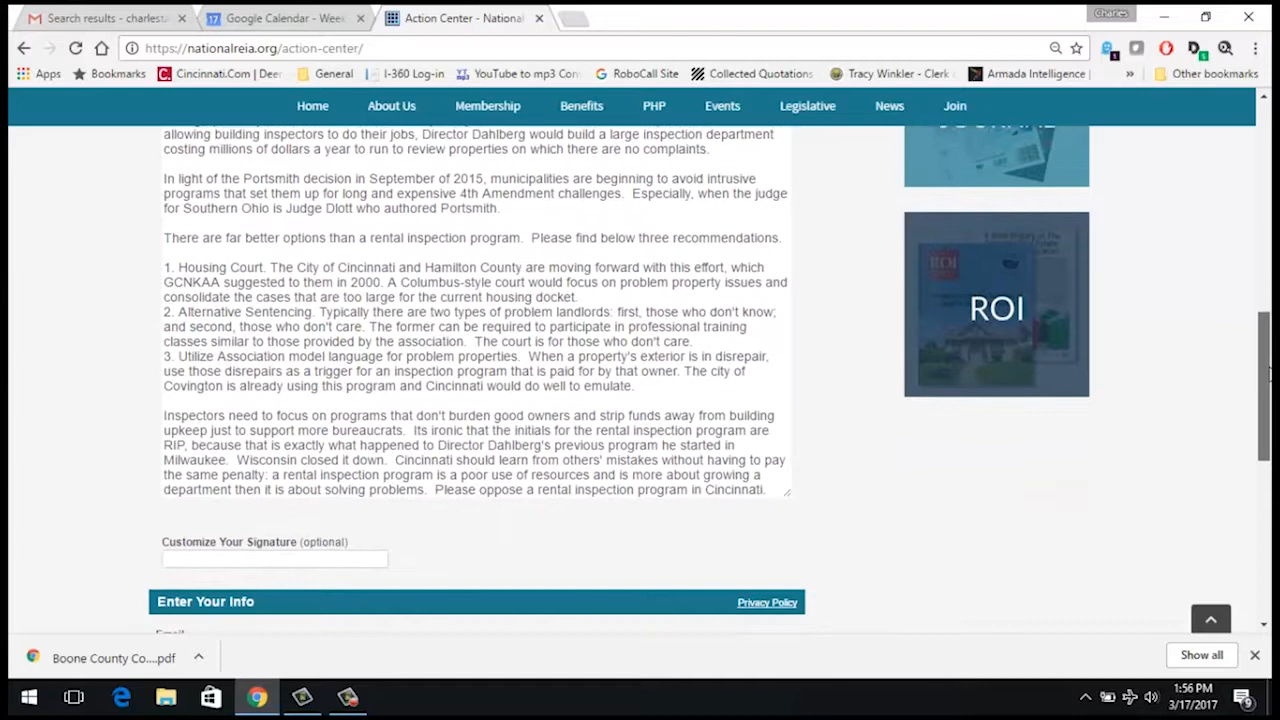 Search results - charlest
Google Calendar - Week
Action Center - National
Charles
https://nationalreia.org/action-center/
Apps
Bookmarks
Cincinnati.Com | Deer
General
I-360 Log-in
YouTube to mp3 Con
RoboCall Site
Collected Quotations
Tracy Winkler - Clerk
Armada Intelligence
»
Other bookmarks
Home
About Us
Membership
Benefits
PHP
Events
Legislative
News
Join
allowing building inspectors to do their jobs, Director Dahlberg would build a large inspection department
costing millions of dollars a year to run to review properties on which there are no complaints.
In light of the Portsmith decision in September of 2015, municipalities are beginning to avoid intrusive
programs that set them up for long and expensive 4th Amendment challenges.  Especially, when the judge
for Southern Ohio is Judge Dlott who authored Portsmith.
There are far better options than a rental inspection program.  Please find below three recommendations.
1. Housing Court. The City of Cincinnati and Hamilton County are moving forward with this effort, which
GCNKAA suggested to them in 2000. A Columbus-style court would focus on problem property issues and
consolidate the cases that are too large for the current housing docket.
2. Alternative Sentencing. Typically there are two types of problem landlords: first, those who don't know;
and second, those who don't care. The former can be required to participate in professional training
classes similar to those provided by the association.  The court is for those who don't care.
3. Utilize Association model language for problem properties.  When a property's exterior is in disrepair,
use those disrepairs as a trigger for an inspection program that is paid for by that owner. The city of
Covington is already using this program and Cincinnati would do well to emulate.
Inspectors need to focus on programs that don't burden good owners and strip funds away from building
upkeep just to support more bureaucrats.  Its ironic that the initials for the rental inspection program are
RIP, because that is exactly what happened to Director Dahlberg's previous program he started in
Milwaukee.  Wisconsin closed it down.  Cincinnati should learn from others' mistakes without having to pay
the same penalty: a rental inspection program is a poor use of resources and is more about growing a
department then it is about solving problems.  Please oppose a rental inspection program in Cincinnati.
JOURNAL
ROI
ROI
Customize Your Signature (optional)
Enter Your Info
Privacy Policy
Email
Boone County Co....pdf
Show all
1:56 PM
3/17/2017
9